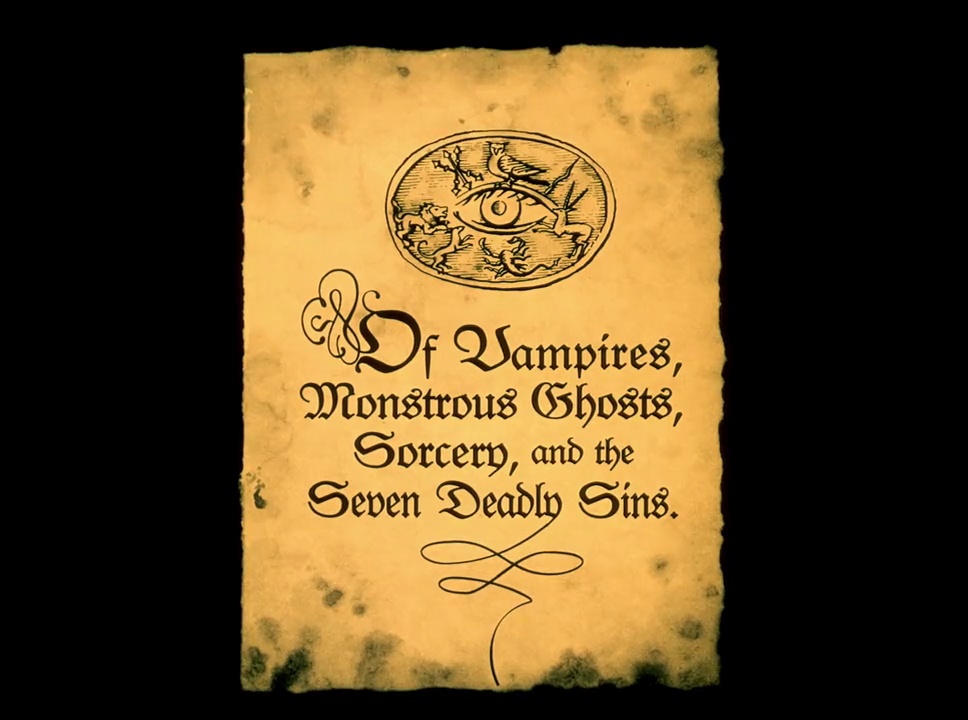 Of Vampires,
Monstrous Ghosts,
Sorcery, and the
Seven Deadly Sins.